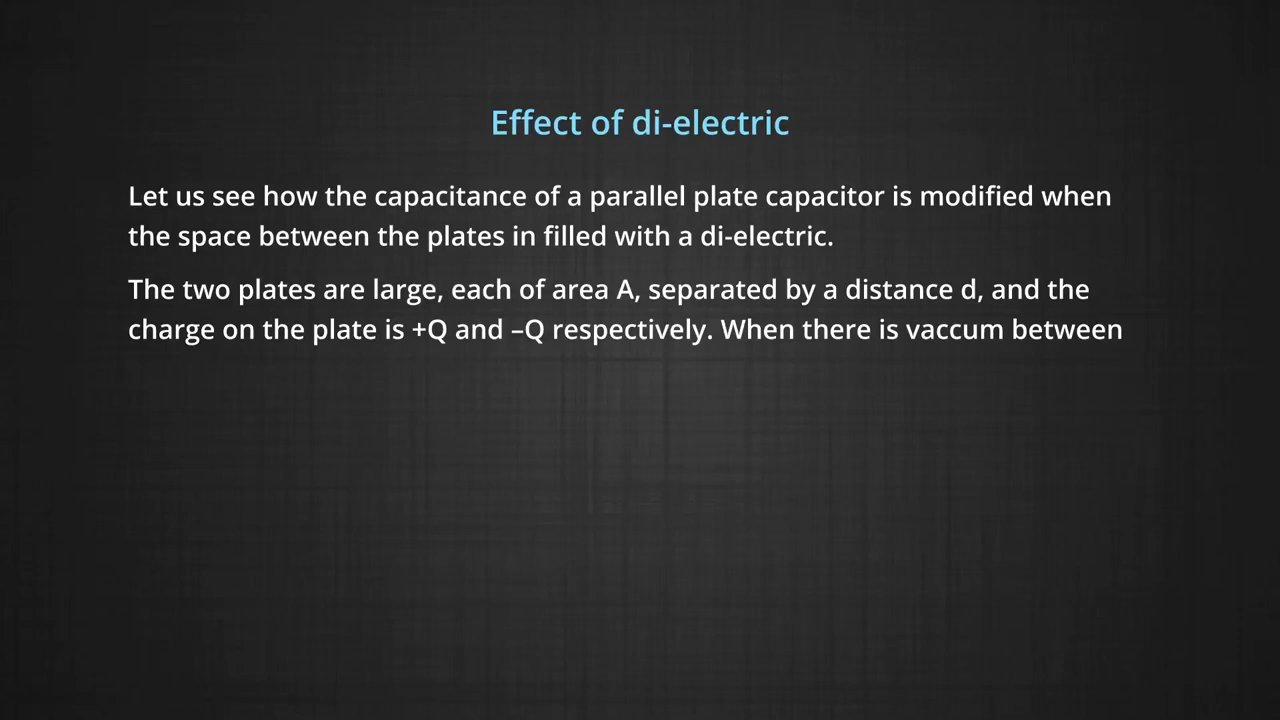 Effect of di-electric
Let us see how the capacitance of a parallel plate capacitor is modified when
the space between the plates in filled with a di-electric.
The two plates are large, each of area A, separated by a distance d, and the
charge on the plate is +Q and –Q respectively. When there is vaccum between